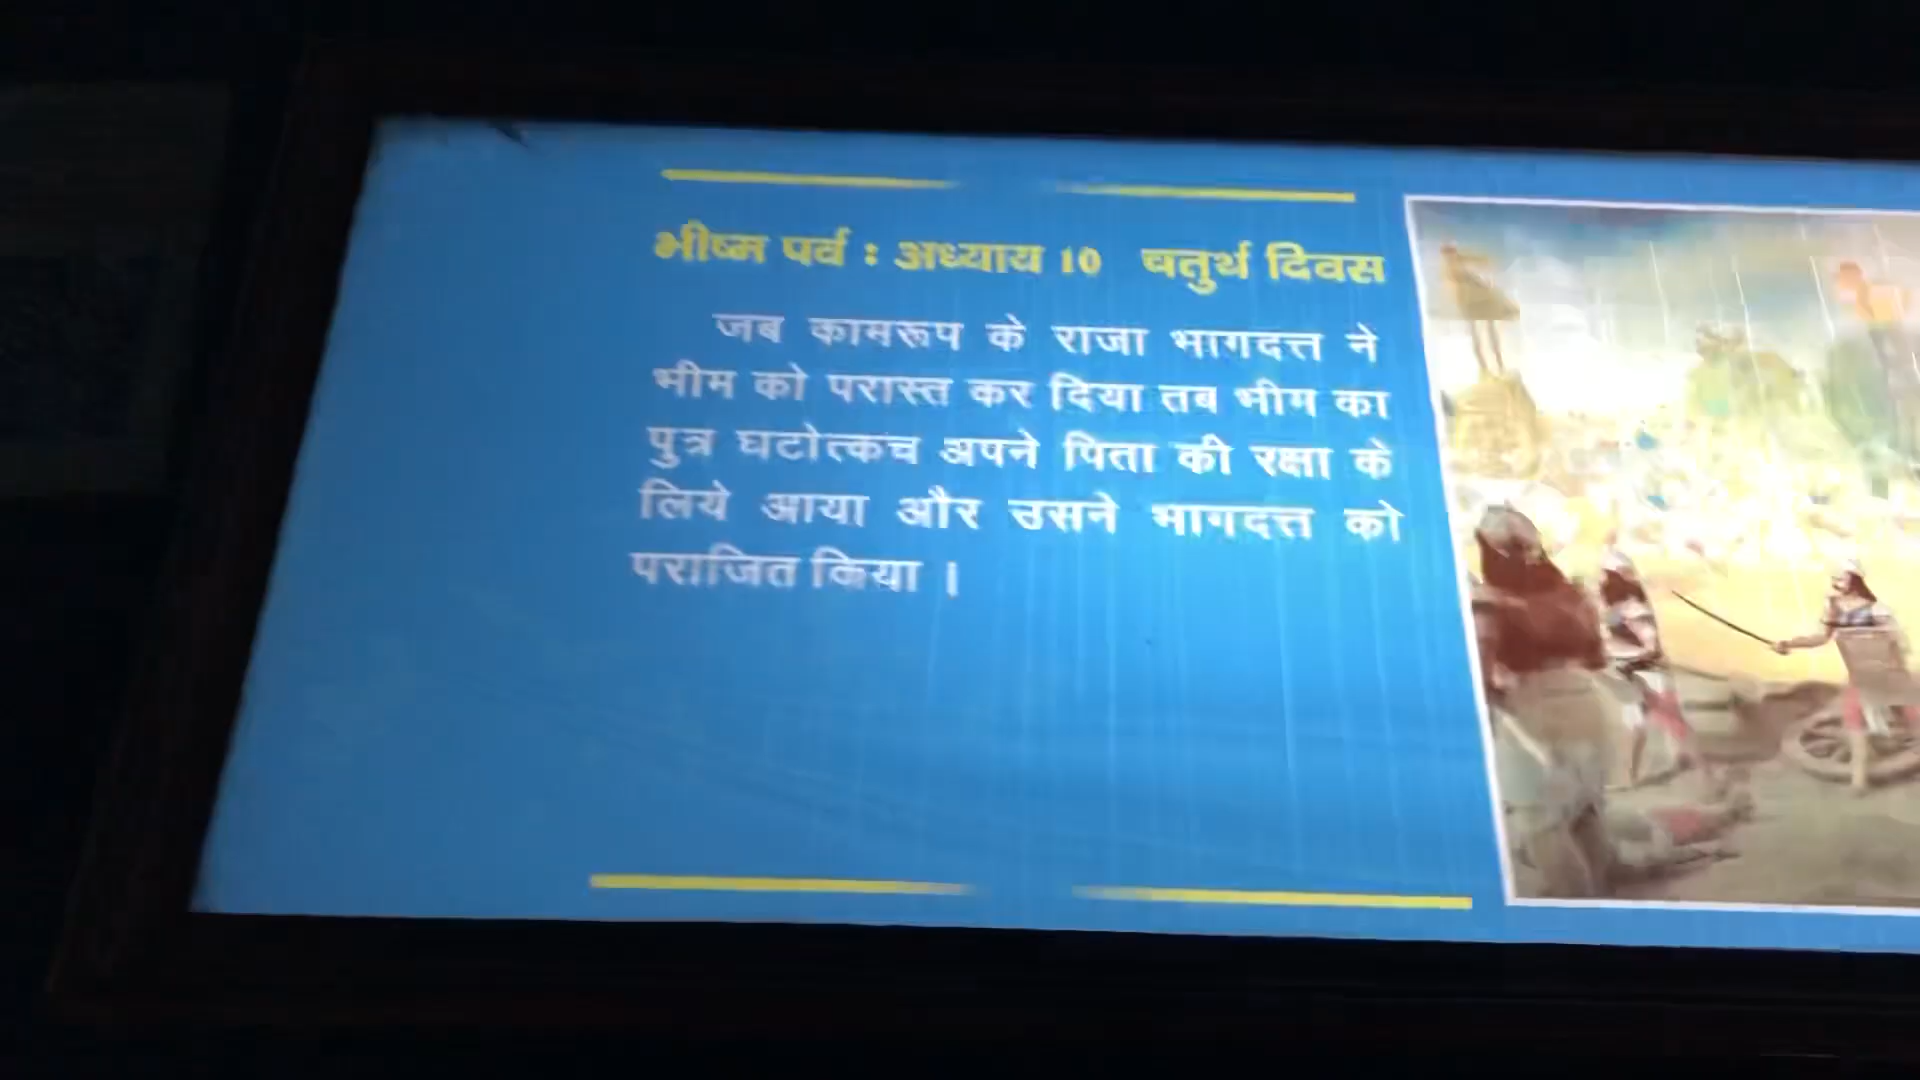 भीष्म पर्व : अध्याय 10 चतुर्थ दिवस
जब कामरूप के राजा भागदत्त ने
भीम को परास्त कर दिया तब भीम का
पुत्र घटोत्कच अपने पिता की रक्षा के
लिये आया और उसने भागदत्त को
पराजित किया ।